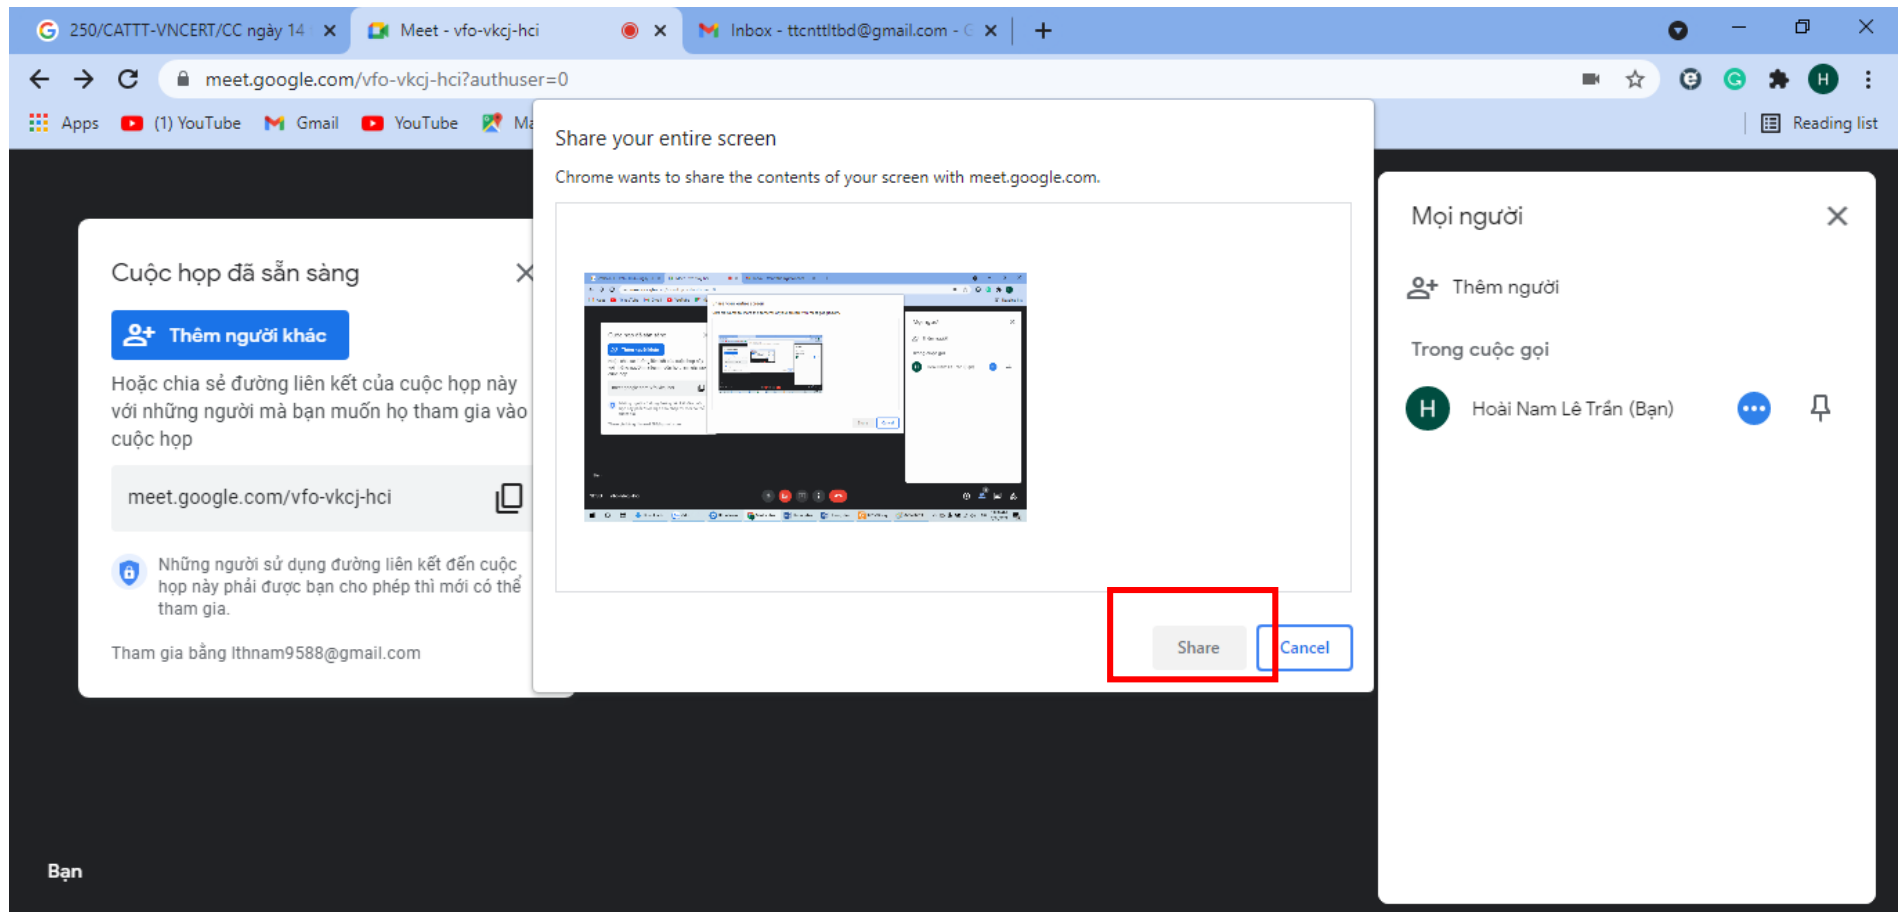 250/CATTT-VNCERT/CC ngày 14
Meet - vfo-vkcj-hci
Inbox - ttcnttltbd@gmail.com - G
meet.google.com/vfo-vkcj-hci?authuser=0
Apps
(1) YouTube
Gmail
YouTube
Ma
Reading list
Share your entire screen
Chrome wants to share the contents of your screen with meet.google.com.
Share
Cancel
Cuộc họp đã sẵn sàng
Thêm người khác
Hoặc chia sẻ đường liên kết của cuộc họp này
với những người mà bạn muốn họ tham gia vào
cuộc họp
meet.google.com/vfo-vkcj-hci
Những người sử dụng đường liên kết đến cuộc
họp này phải được bạn cho phép thì mới có thể
tham gia.
Tham gia bằng lthnam9588@gmail.com
Mọi người
Thêm người
Trong cuộc gọi
H
Hoài Nam Lê Trần (Bạn)
Bạn